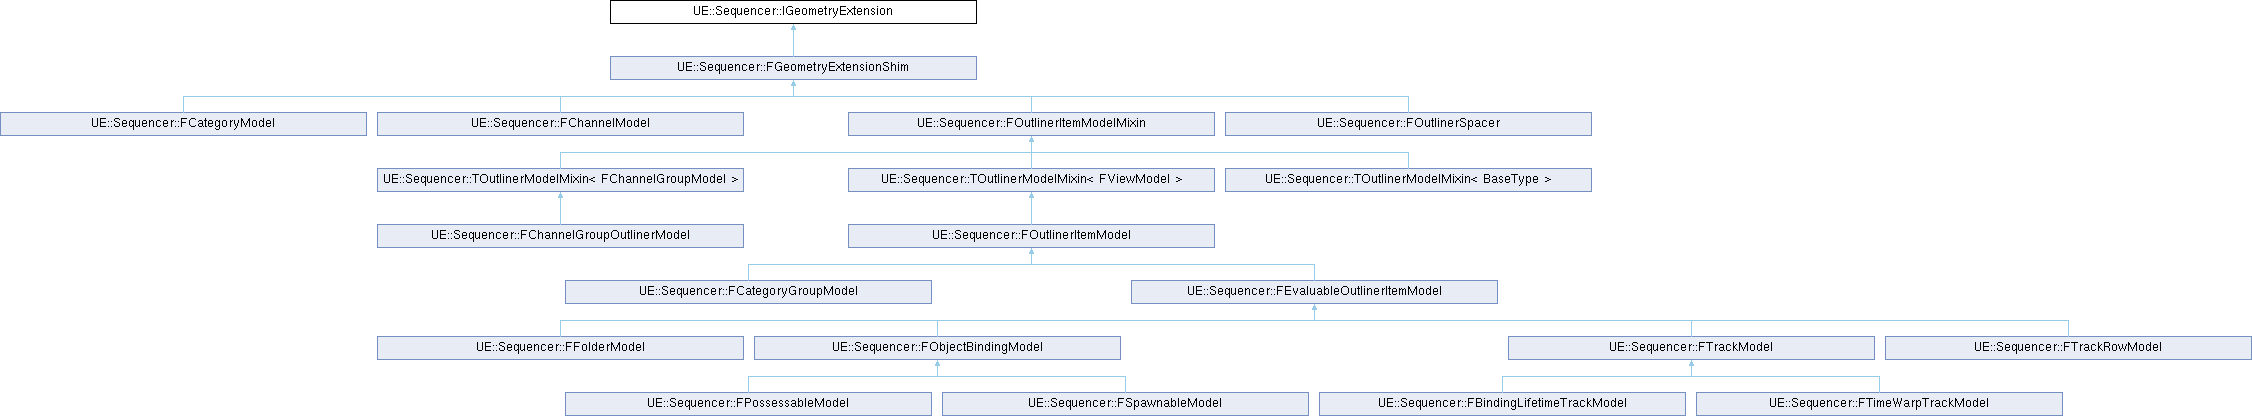 UE::Sequencer::IGeometryExtension
UE::Sequencer::FGeometryExtensionShim
UE::Sequencer::FCategoryModel
UE::Sequencer::FChannelModel
UE::Sequencer::FOutlinerItemModelMixin
UE::Sequencer::FOutlinerSpacer
UE::Sequencer::TOutlinerModelMixin< FChannelGroupModel >
UE::Sequencer::TOutlinerModelMixin< FViewModel >
UE::Sequencer::TOutlinerModelMixin< BaseType >
UE::Sequencer::FChannelGroupOutlinerModel
UE::Sequencer::FOutlinerItemModel
UE::Sequencer::FCategoryGroupModel
UE::Sequencer::FEvaluableOutlinerItemModel
UE::Sequencer::FFolderModel
UE::Sequencer::FObjectBindingModel
UE::Sequencer::FTrackModel
UE::Sequencer::FTrackRowModel
UE::Sequencer::FPossessableModel
UE::Sequencer::FSpawnableModel
UE::Sequencer::FBindingLifetimeTrackModel
UE::Sequencer::FTimeWarpTrackModel